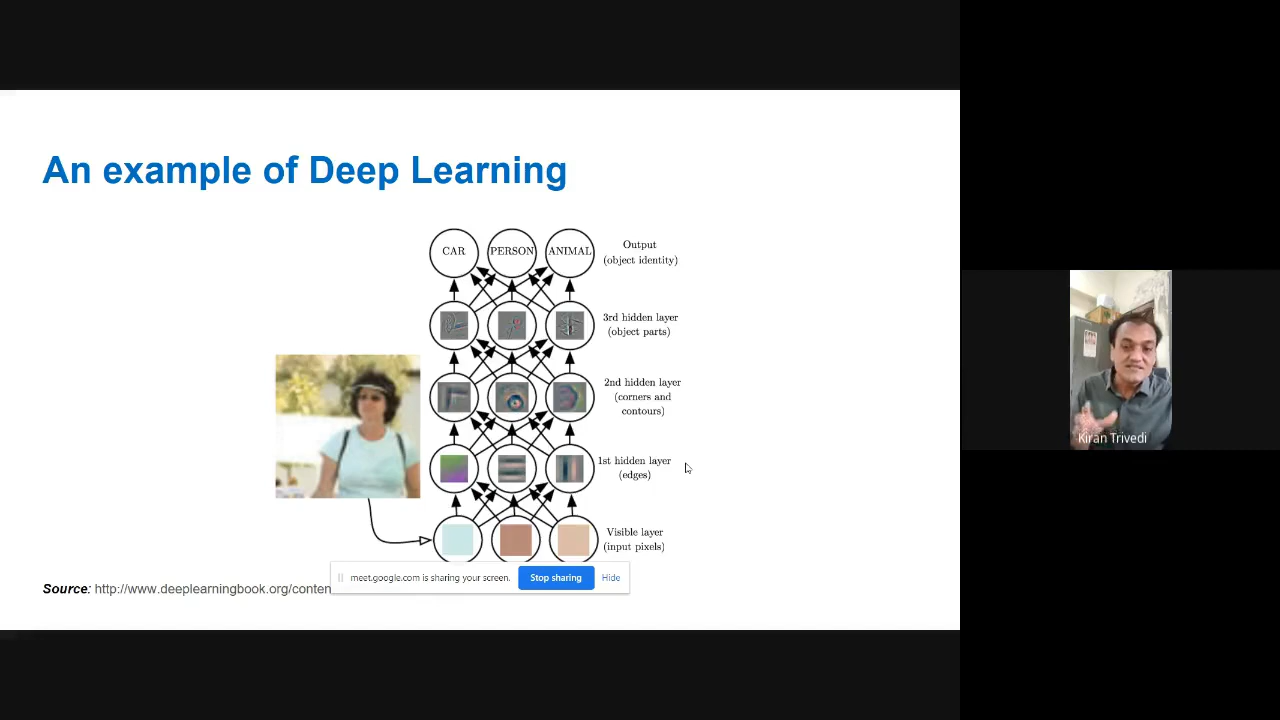 An example of Deep Learning
CAR PERSON ANIMAL
Output
(object identity)
3rd hidden layer
(object parts)
2nd hidden layer
(corners and
contours)
1st hidden layer
(edges)
Visible layer
(input pixels)
meet.google.com is sharing your screen. Stop sharing Hide
Source: http://www.deeplearningbook.org/conten
Kiran Trivedi